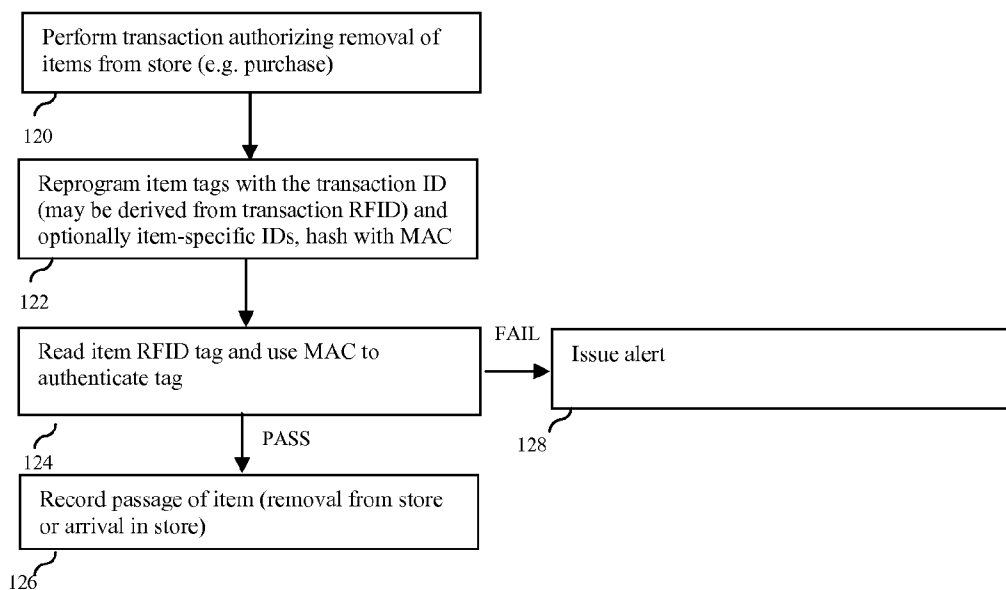 Perform transaction authorizing removal of
items from store (e.g. purchase)
120
Reprogram item tags with the transaction ID
(may be derived from transaction RFID) and
optionally item-specific IDs, hash with MAC
122
Read item RFID tag and use MAC to
authenticate tag
124
FAIL
Issue alert
128
PASS
Record passage of item (removal from store
or arrival in store)
126